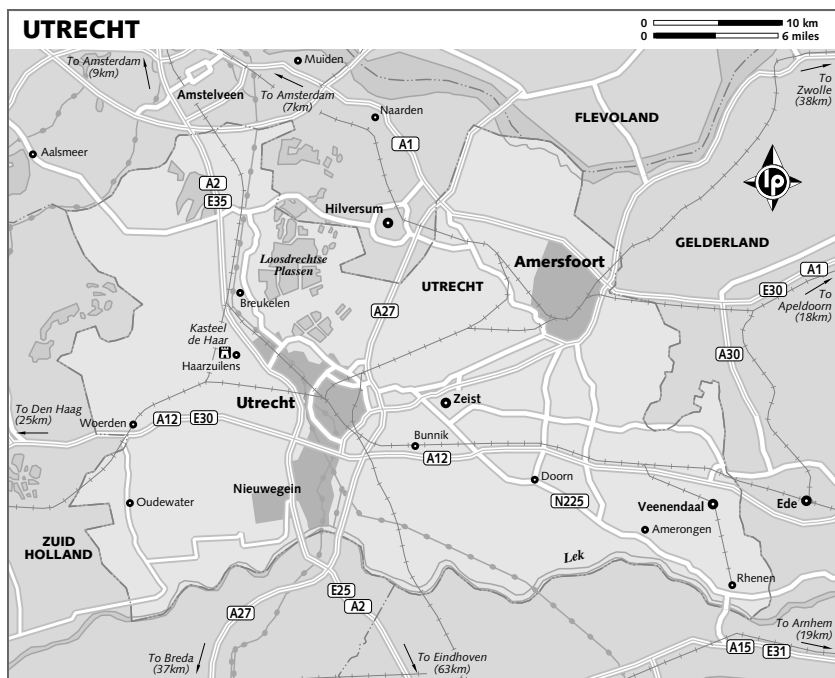 UTRECHT
0 10 km
0 6 miles
To Amsterdam
(9km)
Muiden
Amstelveen
To Amsterdam
(7km)
Naarden
To
Zwolle
(38km)
FLEVOLAND
A1
Aalsmeer
lp
A2
E35
Hilversum
GELDERLAND
Loosdrechtse
Plassen
Amersfoort
UTRECHT
A1
E30
To
Apeldoorn
(18km)
Breukelen
A27
Kasteel
de Haar
Haarzuilens
A30
Utrecht
Zeist
To Den Haag
(25km)
Woerden
A12
E30
Bunnik
A12
Doorn
Nieuwegein
N225
Veenendaal
Ede
Oudewater
Amerongen
ZUID
HOLLAND
Lek
Rhenen
E25
A2
A27
To Arnhem
(19km)
A15
E31
To Breda
(37km)
To Eindhoven
(63km)